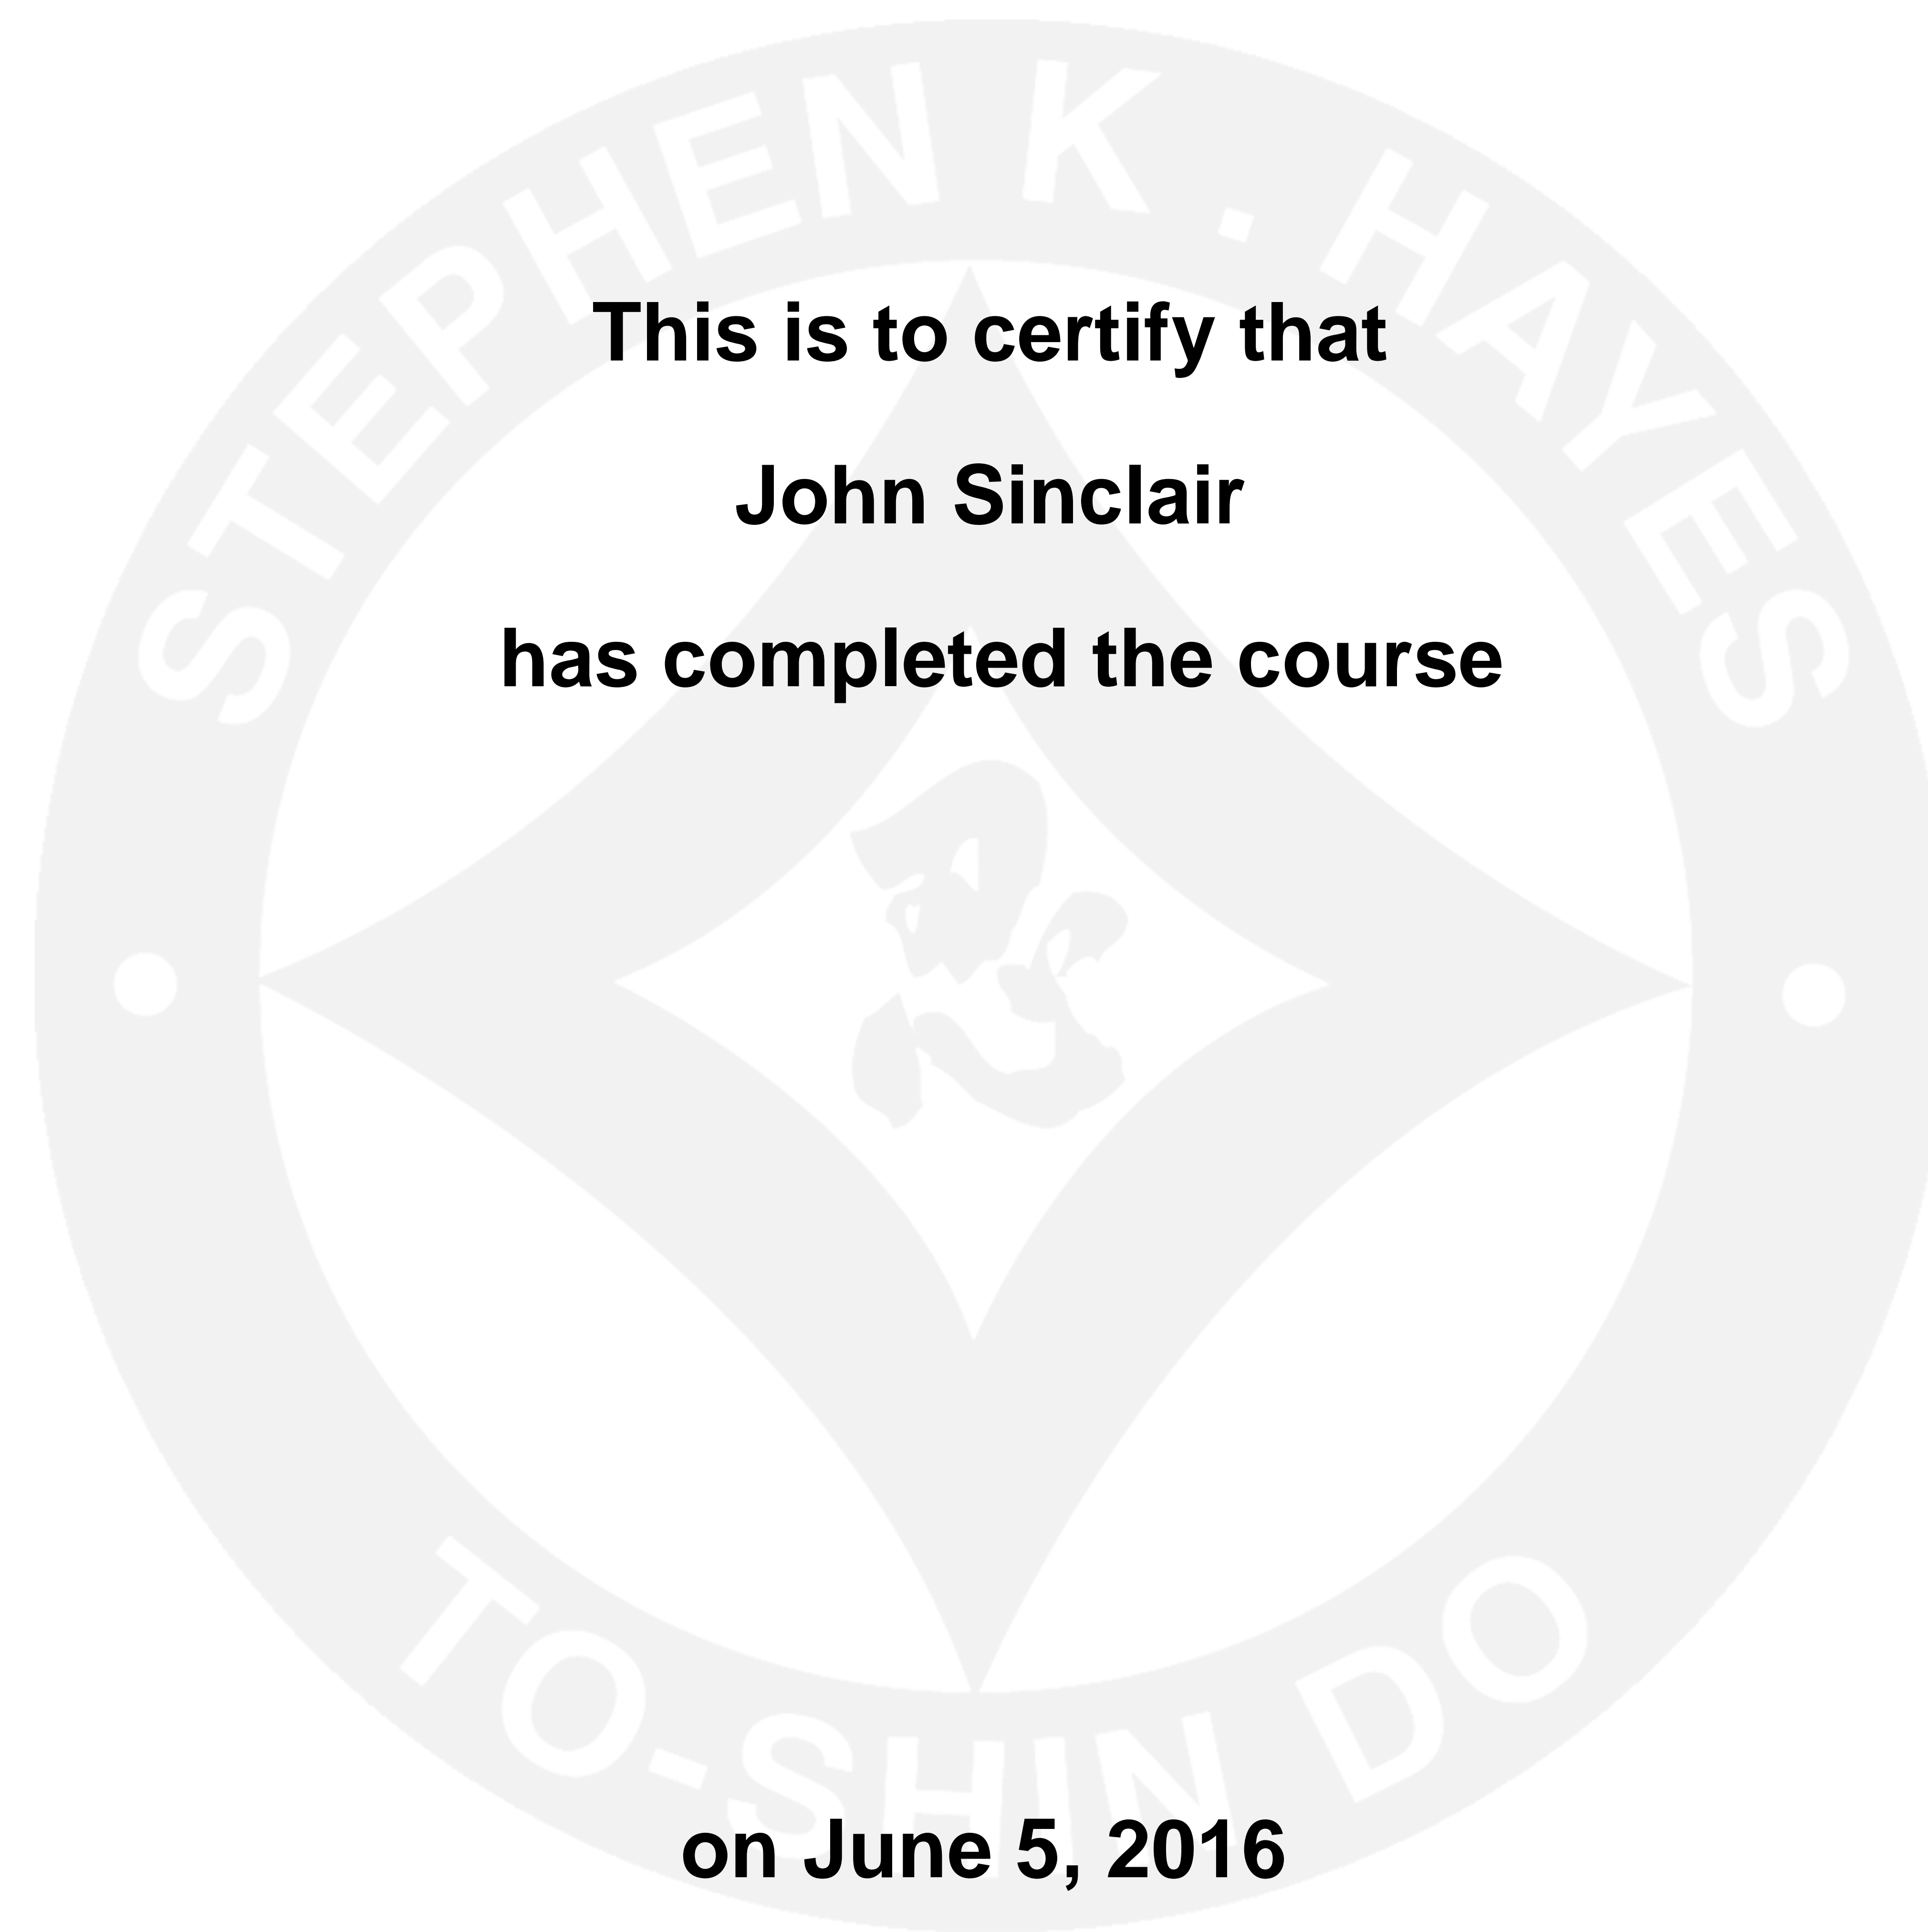 STEPHEN K. HAYES
This is to certify that
John Sinclair
has completed the course
忍
TO-SHIN DO
on June 5, 2016